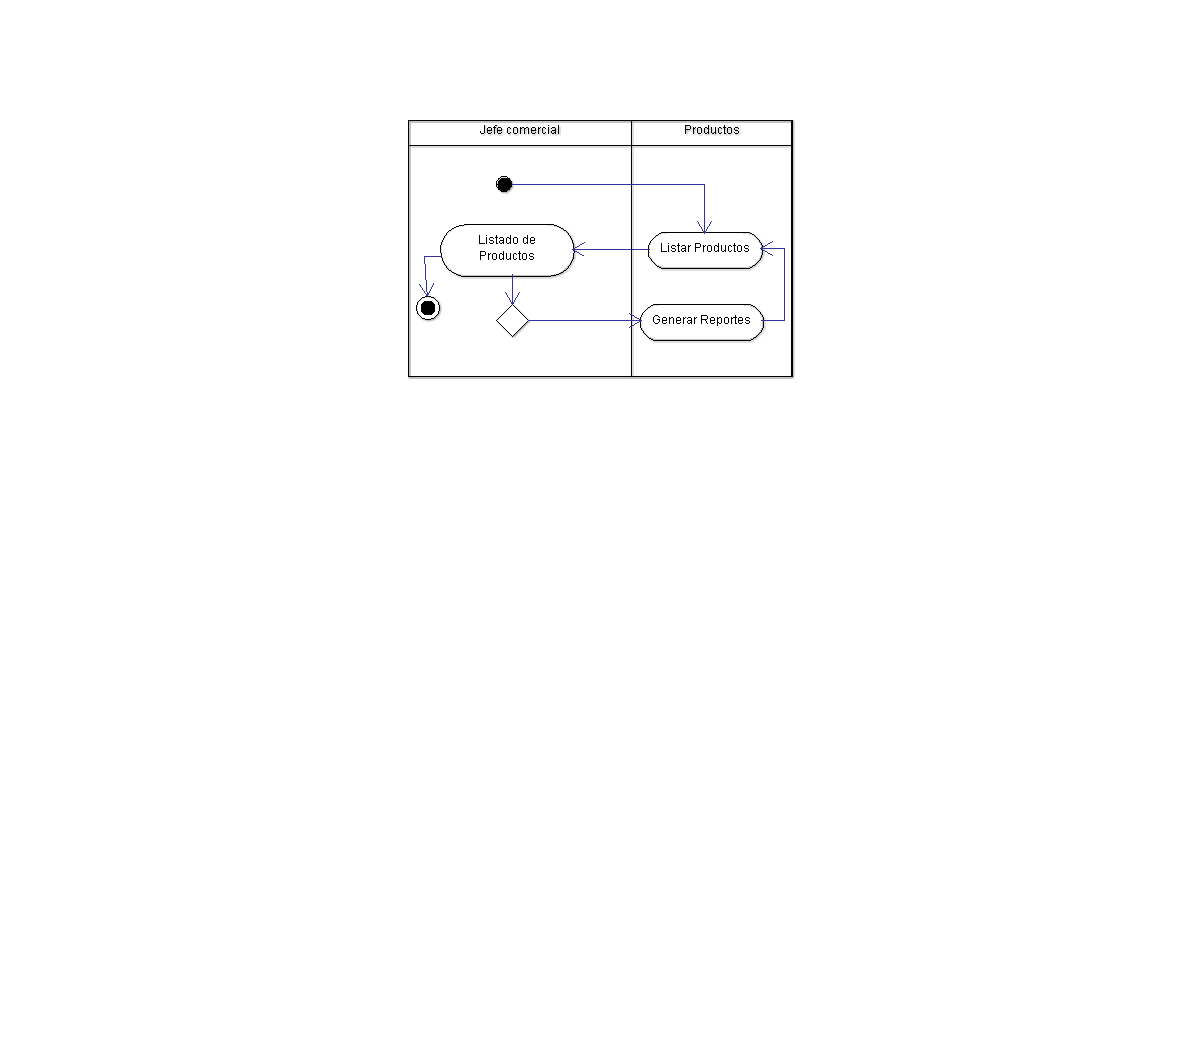 Jefe comercial
Productos
Listado de
Productos
Listar Productos
Generar Reportes